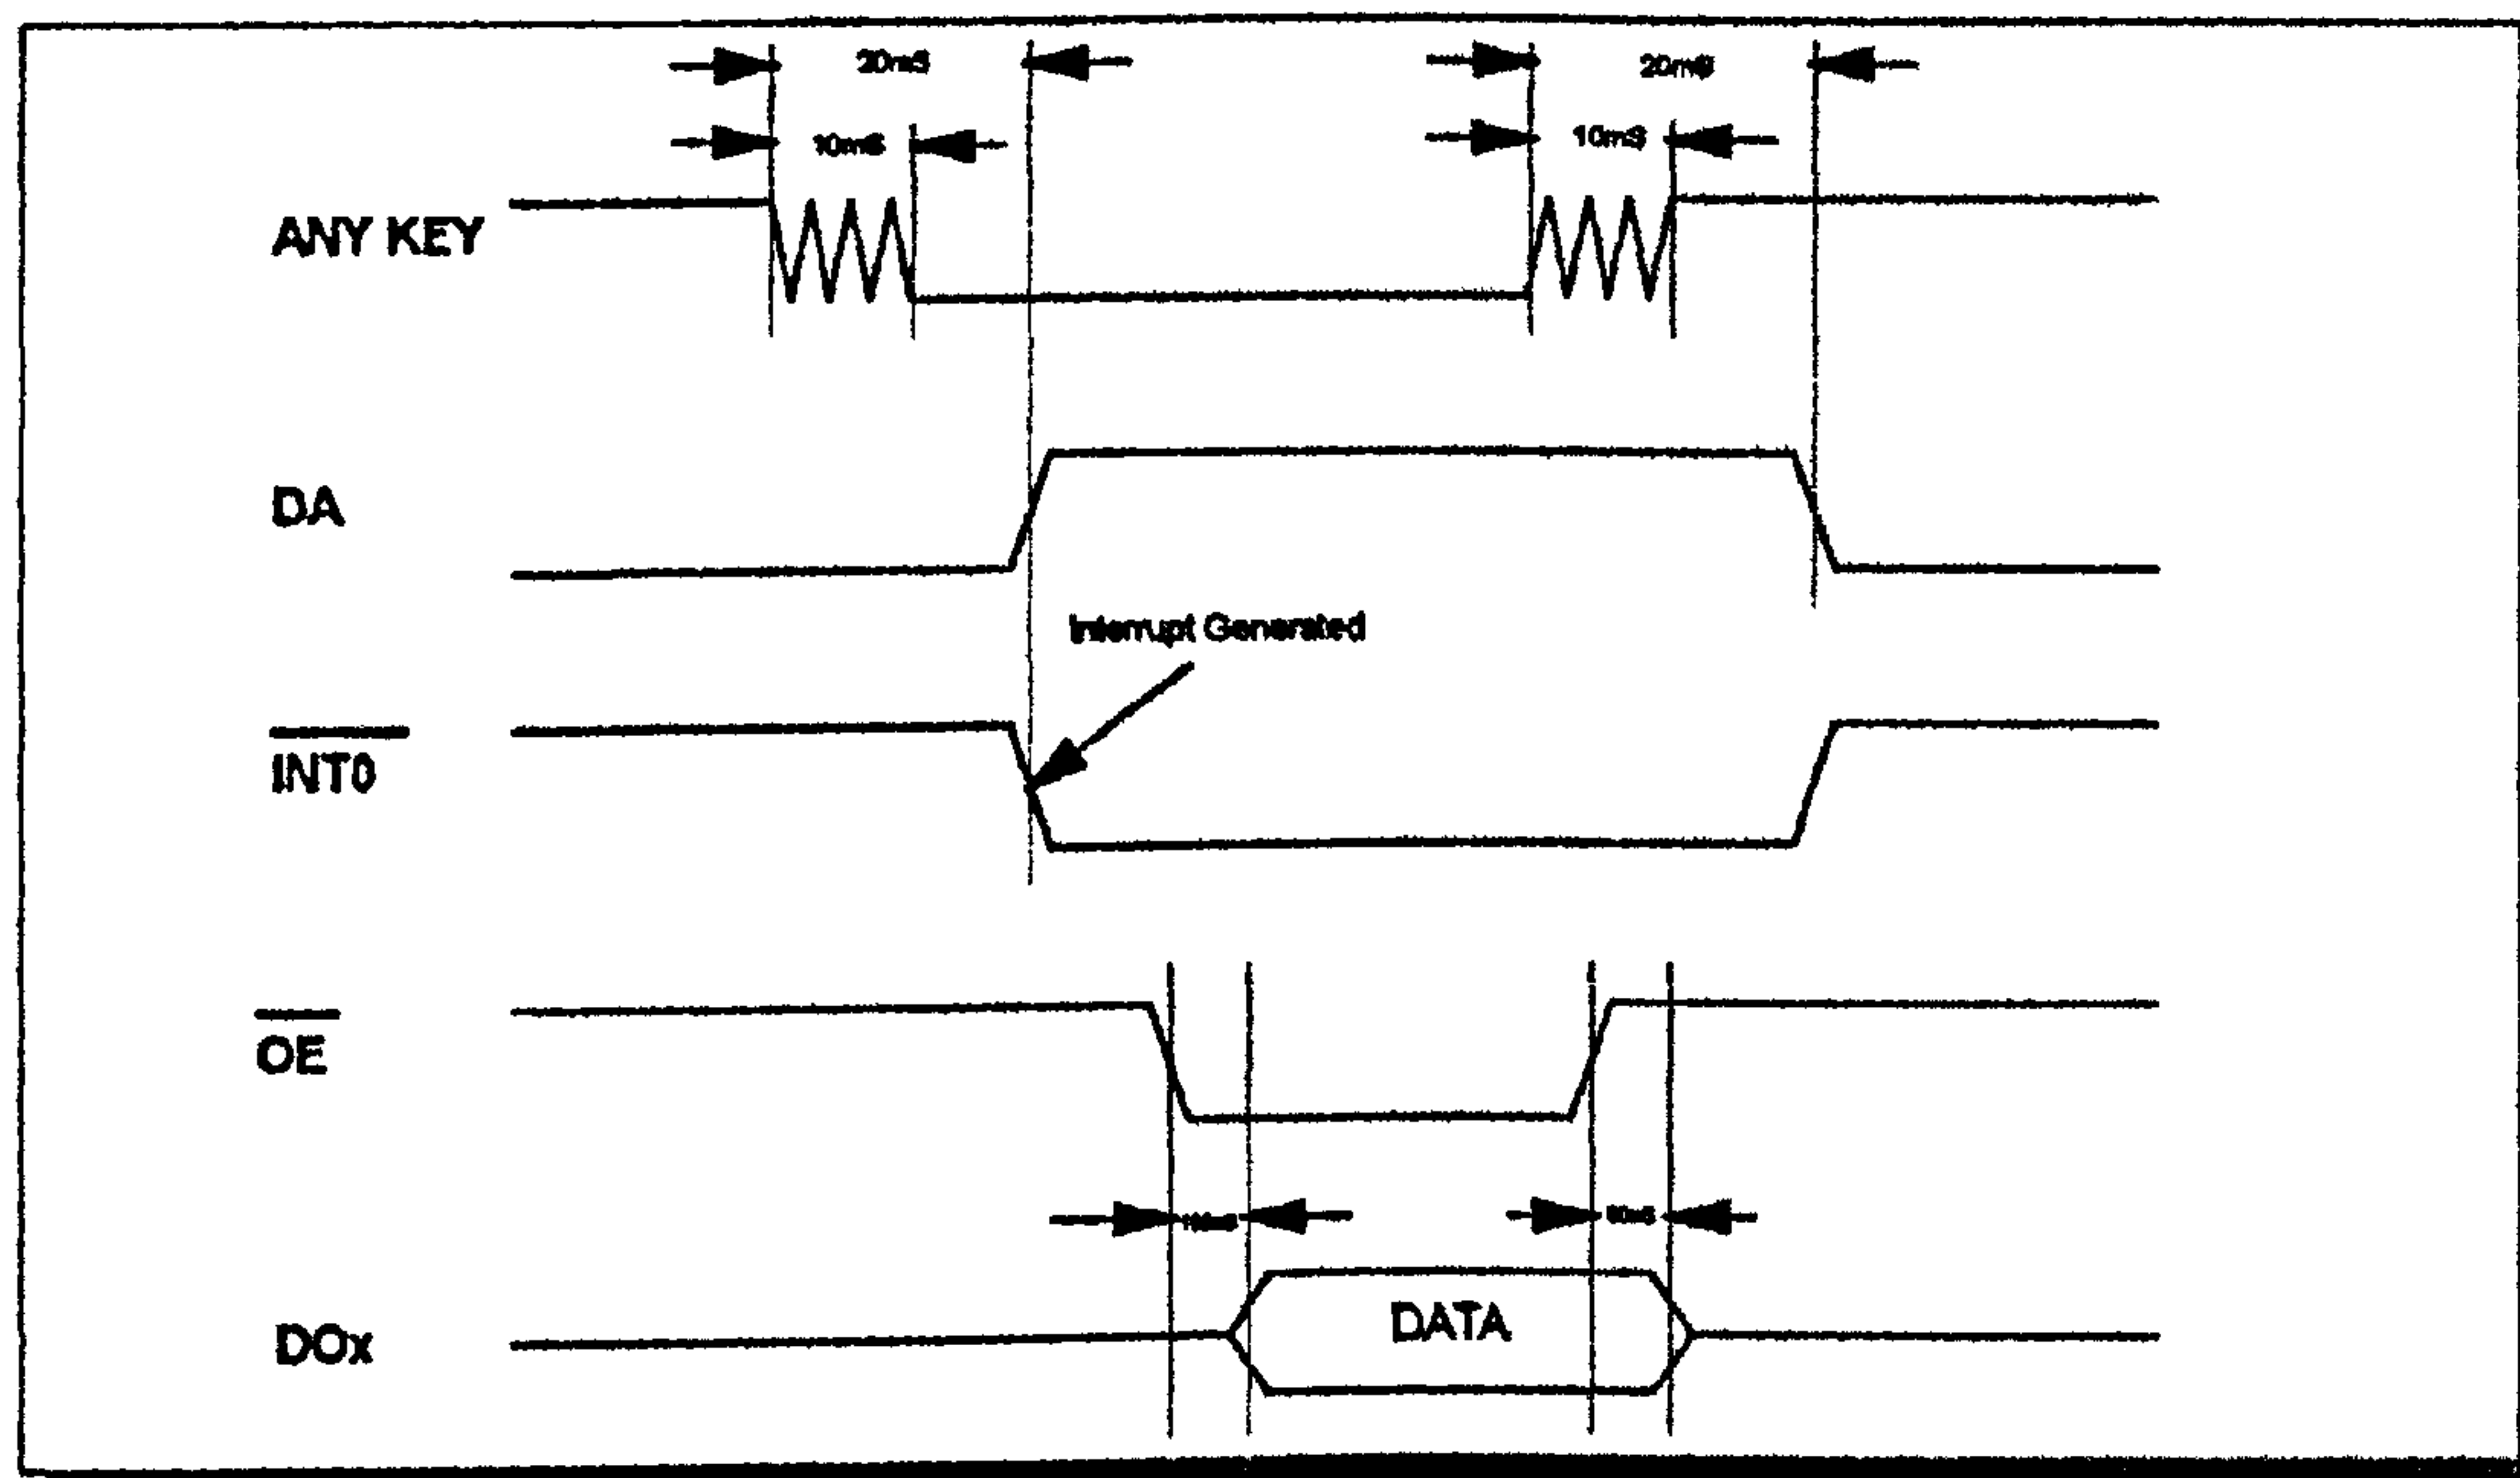 20mS 20mS
10mS 10mS
ANY KEY
DA
Interrupt Generated
INT0
OE
DOx DATA